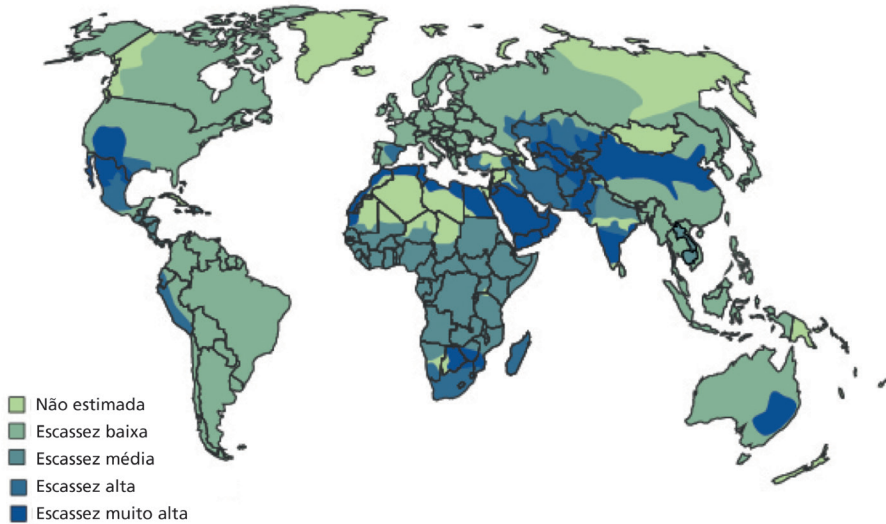 Não estimada
Escassez baixa
Escassez média
Escassez alta
Escassez muito alta